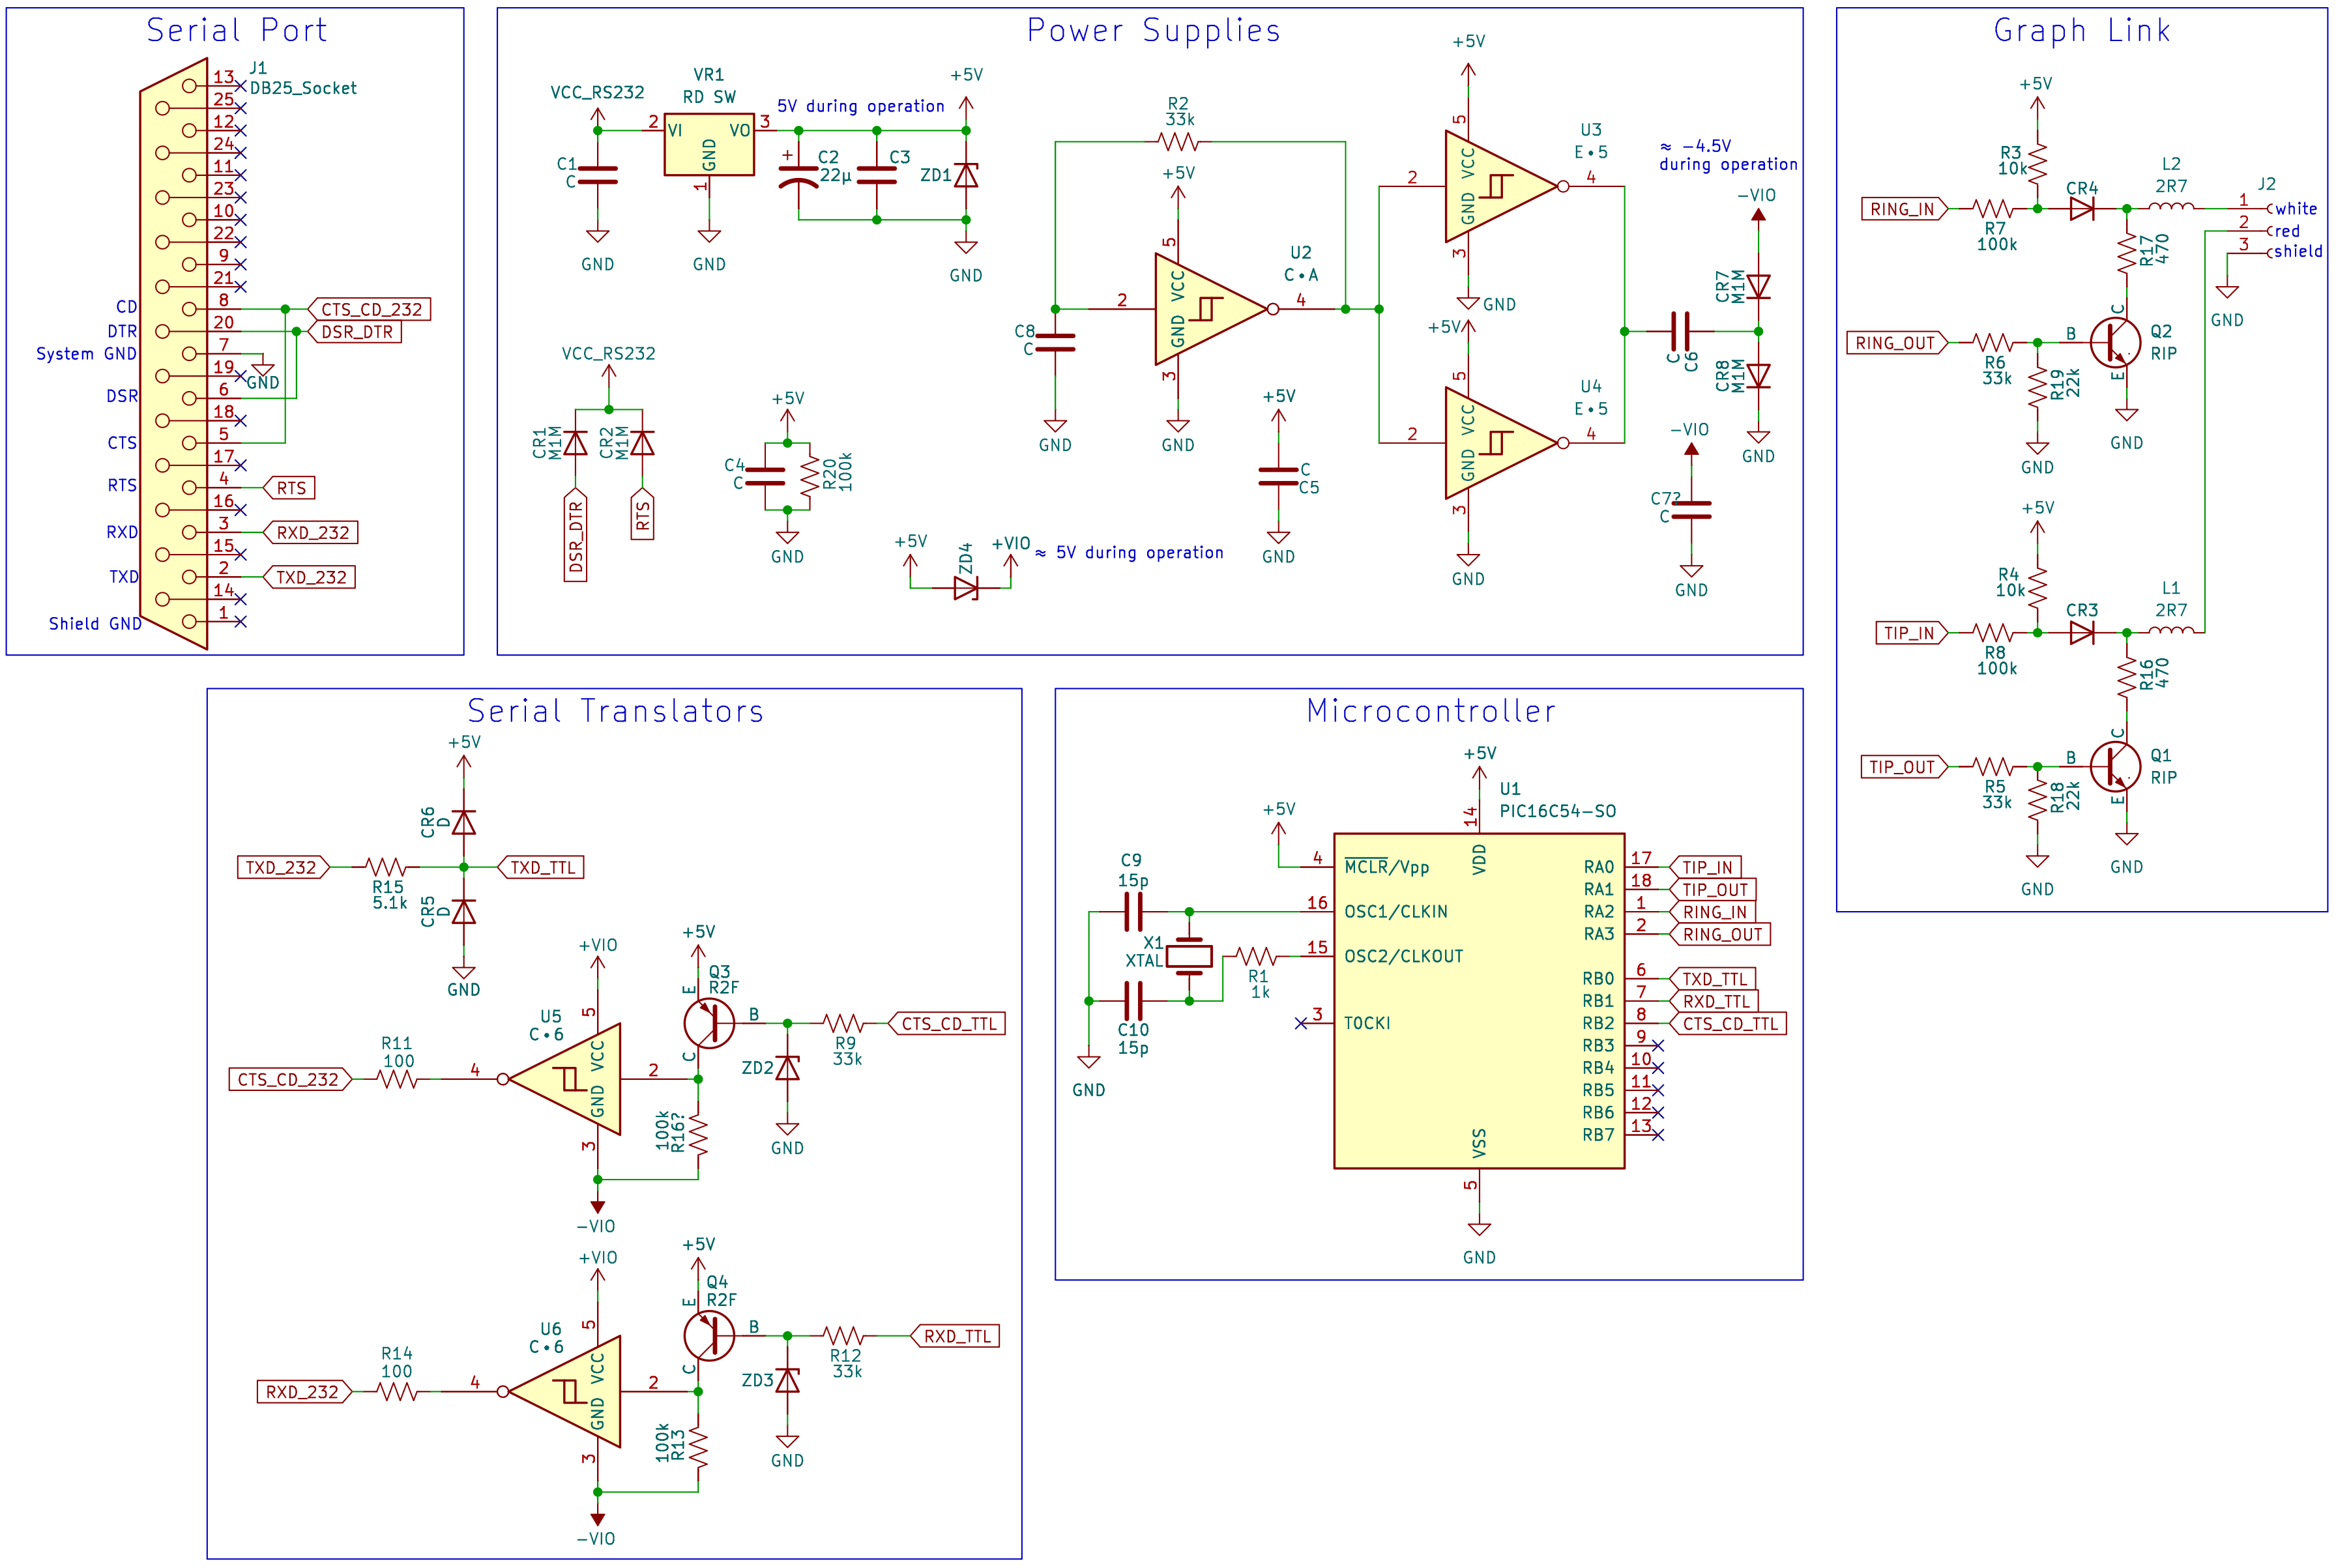 Serial Port
J1
DB25_Socket
13
25
12
24
11
23
10
22
9
21
CD
8
CTS_CD_232
DTR
20
DSR_DTR
System GND
7
19
GND
DSR
6
18
CTS
5
17
RTS
4
RTS
16
RXD
3
RXD_232
15
TXD
2
TXD_232
14
Shield GND
1
Power Supplies
VCC_RS232
C1
C
GND
VR1
RD SW
2
VI
VO
3
GND
1
GND
5V during operation
+5V
C2
22µ
C3
ZD1
GND
VCC_RS232
CR1
M1M
CR2
M1M
DSR_DTR
RTS
+5V
C4
C
R20
100k
GND
+5V
ZD4
+VIO
≈ 5V during operation
R2
33k
+5V
5
U2
C•A
2
VCC
GND
4
3
GND
C8
C
GND
+5V
C
C5
GND
+5V
5
U3
E•5
2
VCC
GND
4
3
GND
+5V
5
U4
E•5
2
VCC
GND
4
3
GND
≈ -4.5V
during operation
-VIO
CR7
M1M
C
C6
CR8
M1M
GND
-VIO
C7?
C
GND
Graph Link
+5V
R3
10k
RING_IN
R7
100k
CR4
L2
2R7
J2
1
white
2
red
3
shield
GND
R17
470
RING_OUT
R6
33k
R19
22k
B
C
E
Q2
RIP
GND
GND
+5V
R4
10k
TIP_IN
R8
100k
CR3
L1
2R7
R16
470
TIP_OUT
R5
33k
R18
22k
B
C
E
Q1
RIP
GND
GND
Serial Translators
+5V
CR6
D
TXD_232
R15
5.1k
TXD_TTL
CR5
D
GND
+VIO
5
U5
C•6
+5V
Q3
R2F
E
B
C
R9
33k
CTS_CD_TTL
ZD2
GND
CTS_CD_232
R11
100
4
VCC
GND
2
3
100k
R16?
-VIO
+VIO
5
U6
C•6
+5V
Q4
R2F
E
B
C
R12
33k
RXD_TTL
ZD3
GND
RXD_232
R14
100
4
VCC
GND
2
3
100k
R13
-VIO
Microcontroller
+5V
U1
PIC16C54-SO
14
+5V
4
MCLR/Vpp
VDD
C9
15p
16
OSC1/CLKIN
X1
XTAL
R1
1k
15
OSC2/CLKOUT
C10
15p
3
T0CKI
GND
RA0
17
TIP_IN
RA1
18
TIP_OUT
RA2
1
RING_IN
RA3
2
RING_OUT
RB0
6
TXD_TTL
RB1
7
RXD_TTL
RB2
8
CTS_CD_TTL
RB3
9
RB4
10
RB5
11
RB6
12
RB7
13
VSS
5
GND